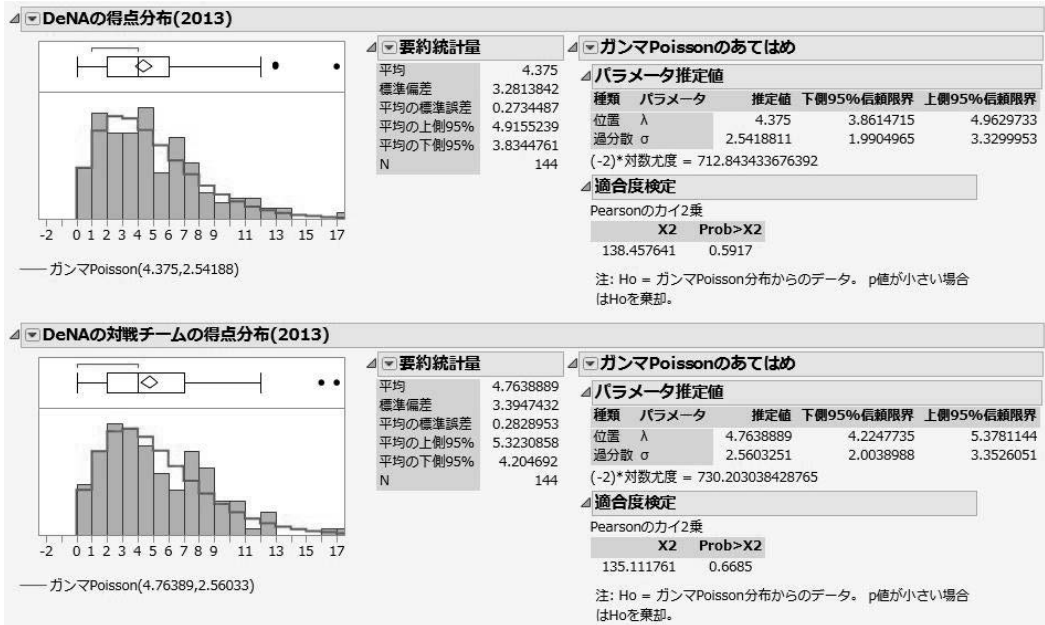 DeNAの得点分布(2013)
-2 0 1 2 3 4 5 6 7 8 9 11 13 15 17
ガンマPoisson(4.375,2.54188)
要約統計量
平均 4.375
標準偏差 3.2813842
平均の標準誤差 0.2734487
平均の上側95% 4.9155239
平均の下側95% 3.8344761
N 144
ガンマPoissonのあてはめ
パラメータ推定値
種類 パラメータ 推定値 下側95%信頼限界 上側95%信頼限界
位置 λ 4.375 3.8614715 4.9629733
過分散 σ 2.5418811 1.9904965 3.3299953
(-2)*対数尤度 = 712.843433676392
適合度検定
Pearsonのカイ2乗
X2 Prob>X2
138.457641 0.5917
注: Ho = ガンマPoisson分布からのデータ。 p値が小さい場合
はHoを棄却。
DeNAの対戦チームの得点分布(2013)
-2 0 1 2 3 4 5 6 7 8 9 11 13 15 17
ガンマPoisson(4.76389,2.56033)
要約統計量
平均 4.7638889
標準偏差 3.3947432
平均の標準誤差 0.2828953
平均の上側95% 5.3230858
平均の下側95% 4.204692
N 144
ガンマPoissonのあてはめ
パラメータ推定値
種類 パラメータ 推定値 下側95%信頼限界 上側95%信頼限界
位置 λ 4.7638889 4.2247735 5.3781144
過分散 σ 2.5603251 2.0038988 3.3526051
(-2)*対数尤度 = 730.203038428765
適合度検定
Pearsonのカイ2乗
X2 Prob>X2
135.111761 0.6685
注: Ho = ガンマPoisson分布からのデータ。 p値が小さい場合
はHoを棄却。